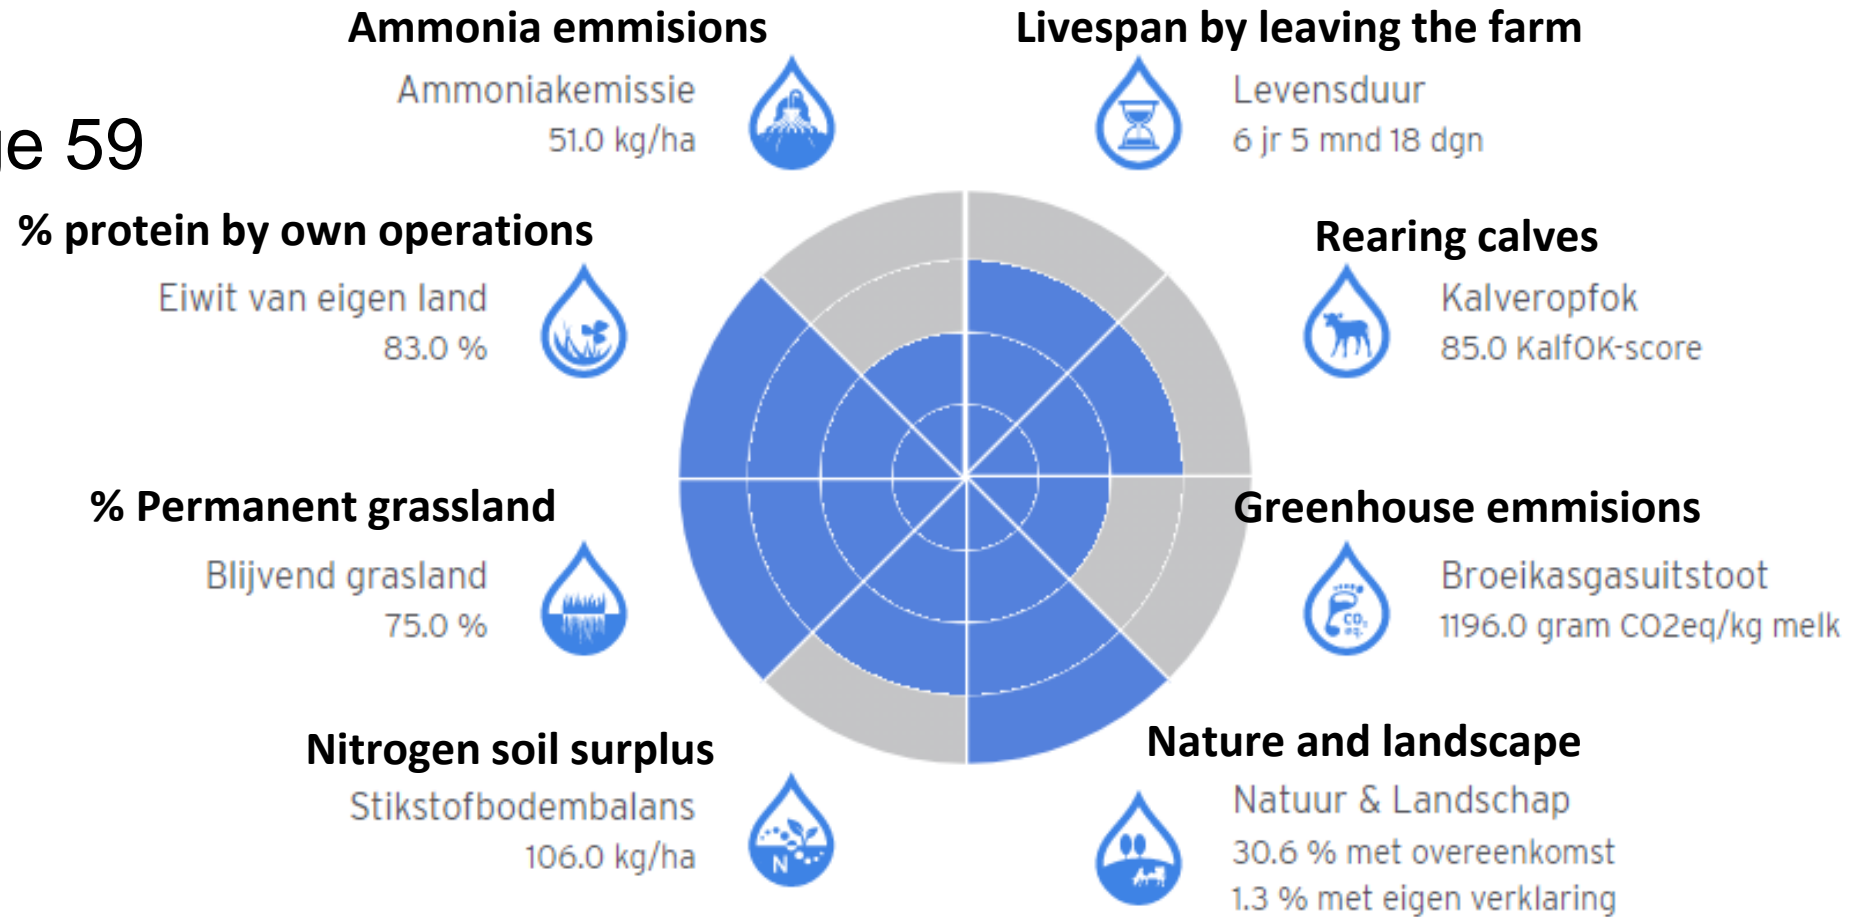 Ammonia emmisions
Ammoniakemissie
51.0 kg/ha
Livespan by leaving the farm
Levensduur
6 jr 5 mnd 18 dgn
59
% protein by own operations
Eiwit van eigen land
83.0 %
Rearing calves
Kalveropfok
85.0 KalfOK-score
% Permanent grassland
Blijvend grasland
75.0 %
Greenhouse emmisions
Broeikasgasuitstoot
1196.0 gram CO2eq/kg melk
CO₂
eq.
Nitrogen soil surplus
Stikstofbodembalans
106.0 kg/ha
N
Nature and landscape
Natuur & Landschap
30.6 % met overeenkomst
1.3 % met eigen verklaring